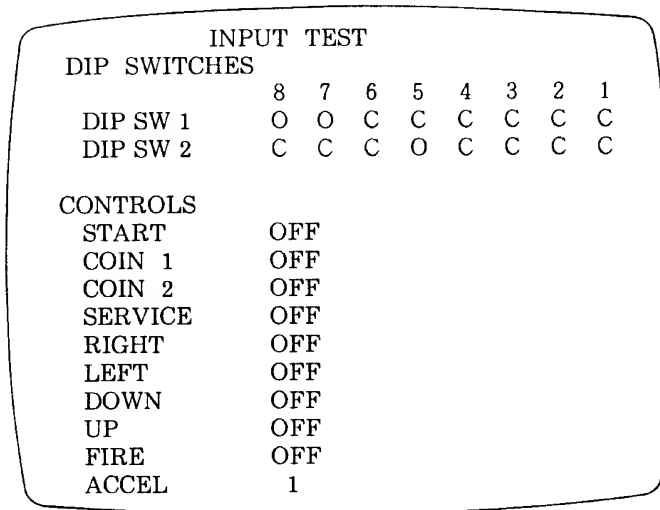 INPUT TEST
DIP SWITCHES
8 7 6 5 4 3 2 1
DIP SW 1 O O C C C C C C
DIP SW 2 C C C O C C C C
CONTROLS
START OFF
COIN 1 OFF
COIN 2 OFF
SERVICE OFF
RIGHT OFF
LEFT OFF
DOWN OFF
UP OFF
FIRE OFF
ACCEL 1